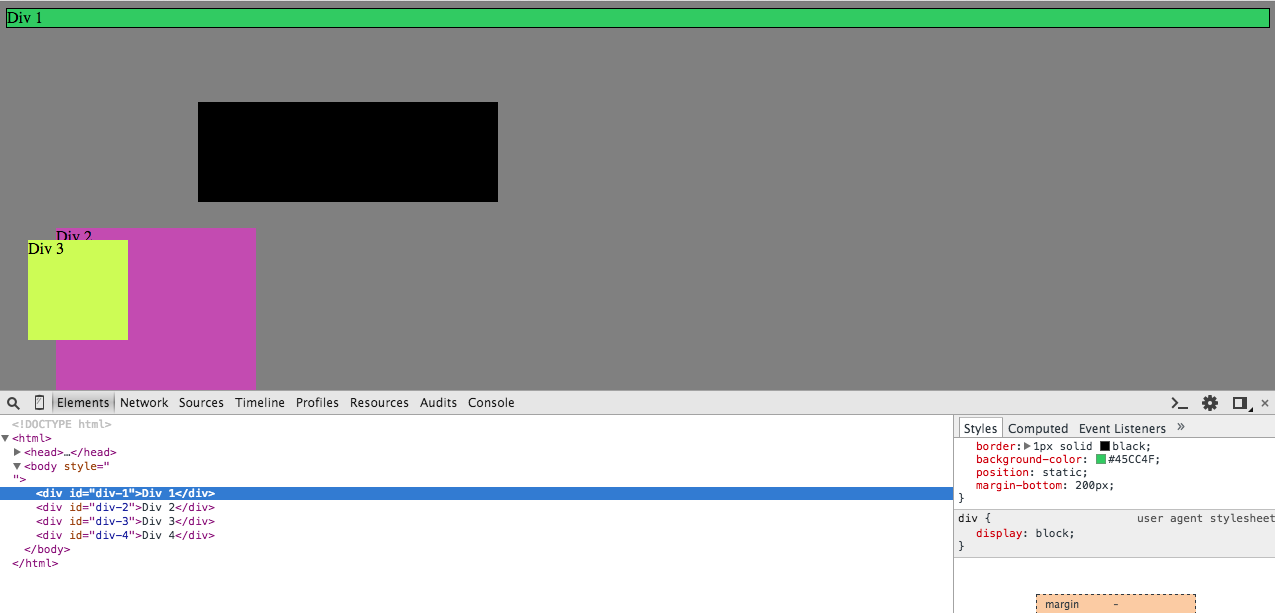 Div 1
Div 2
Div 3
Elements Network Sources Timeline Profiles Resources Audits Console
<!DOCTYPE html>
<html>
<head>…</head>
<body style="
">
<div id="div-1">Div 1</div>
<div id="div-2">Div 2</div>
<div id="div-3">Div 3</div>
<div id="div-4">Div 4</div>
</body>
</html>
Styles Computed Event Listeners »
border: 1px solid black;
background-color: #45CC4F;
position: static;
margin-bottom: 200px;
}
div { user agent stylesheet
display: block;
}
margin -